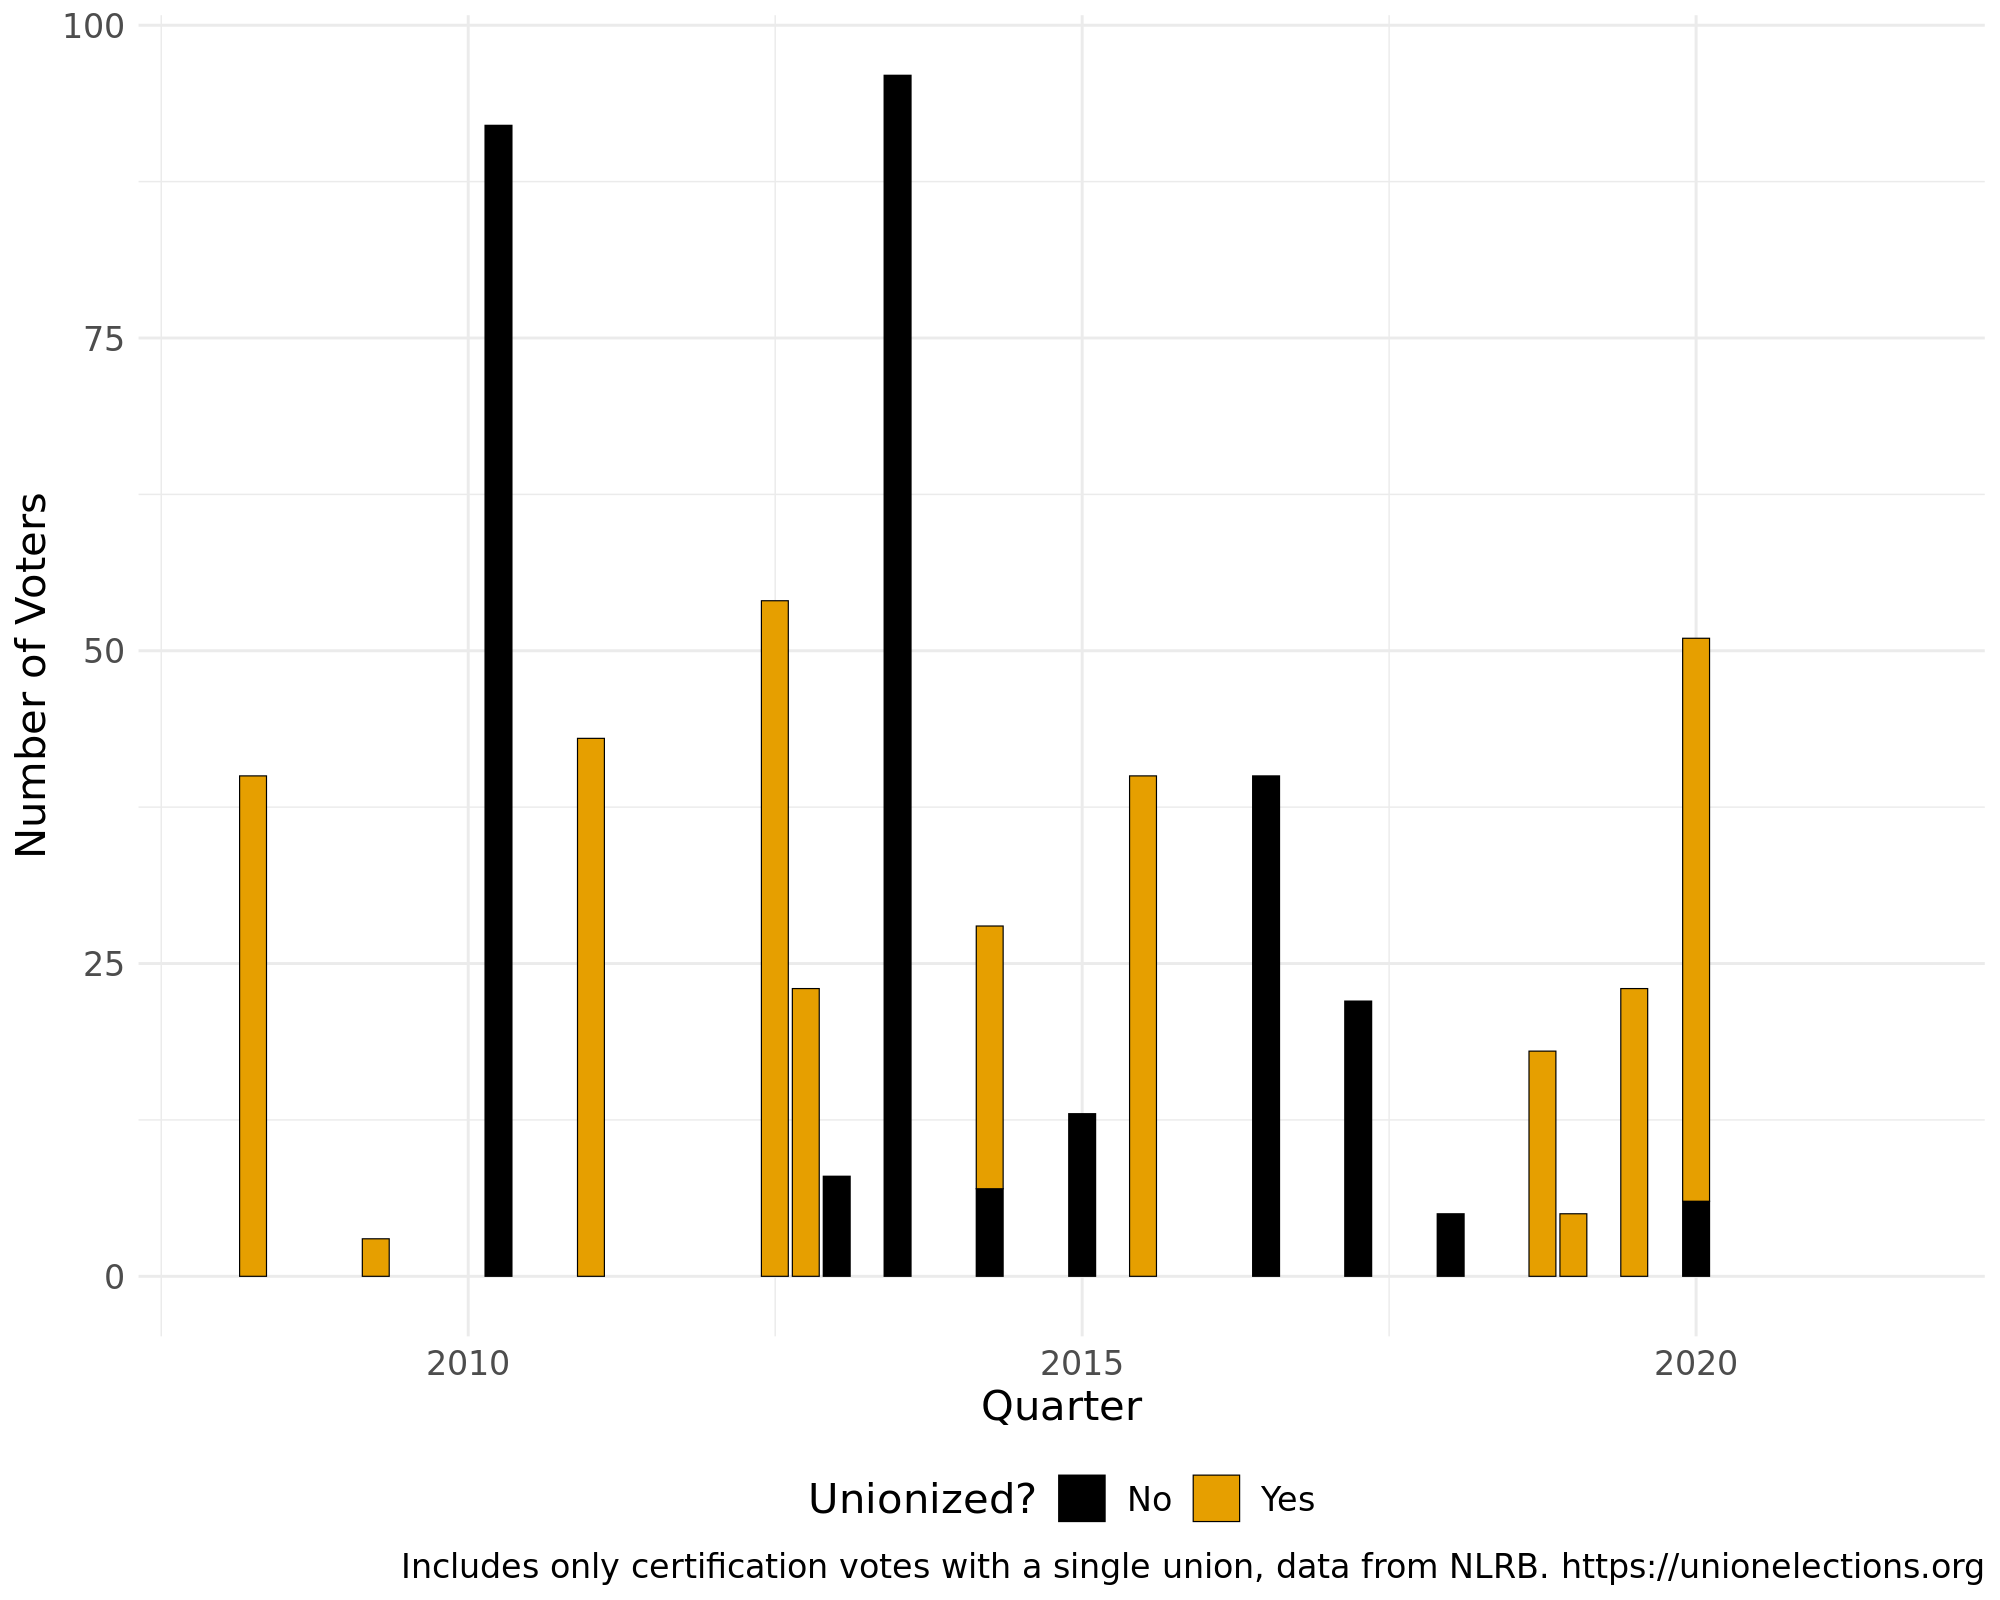 100
75
50
25
0
Number of Voters
2010 2015 2020
Quarter
Unionized? No Yes
Includes only certification votes with a single union, data from NLRB. https://unionelections.org